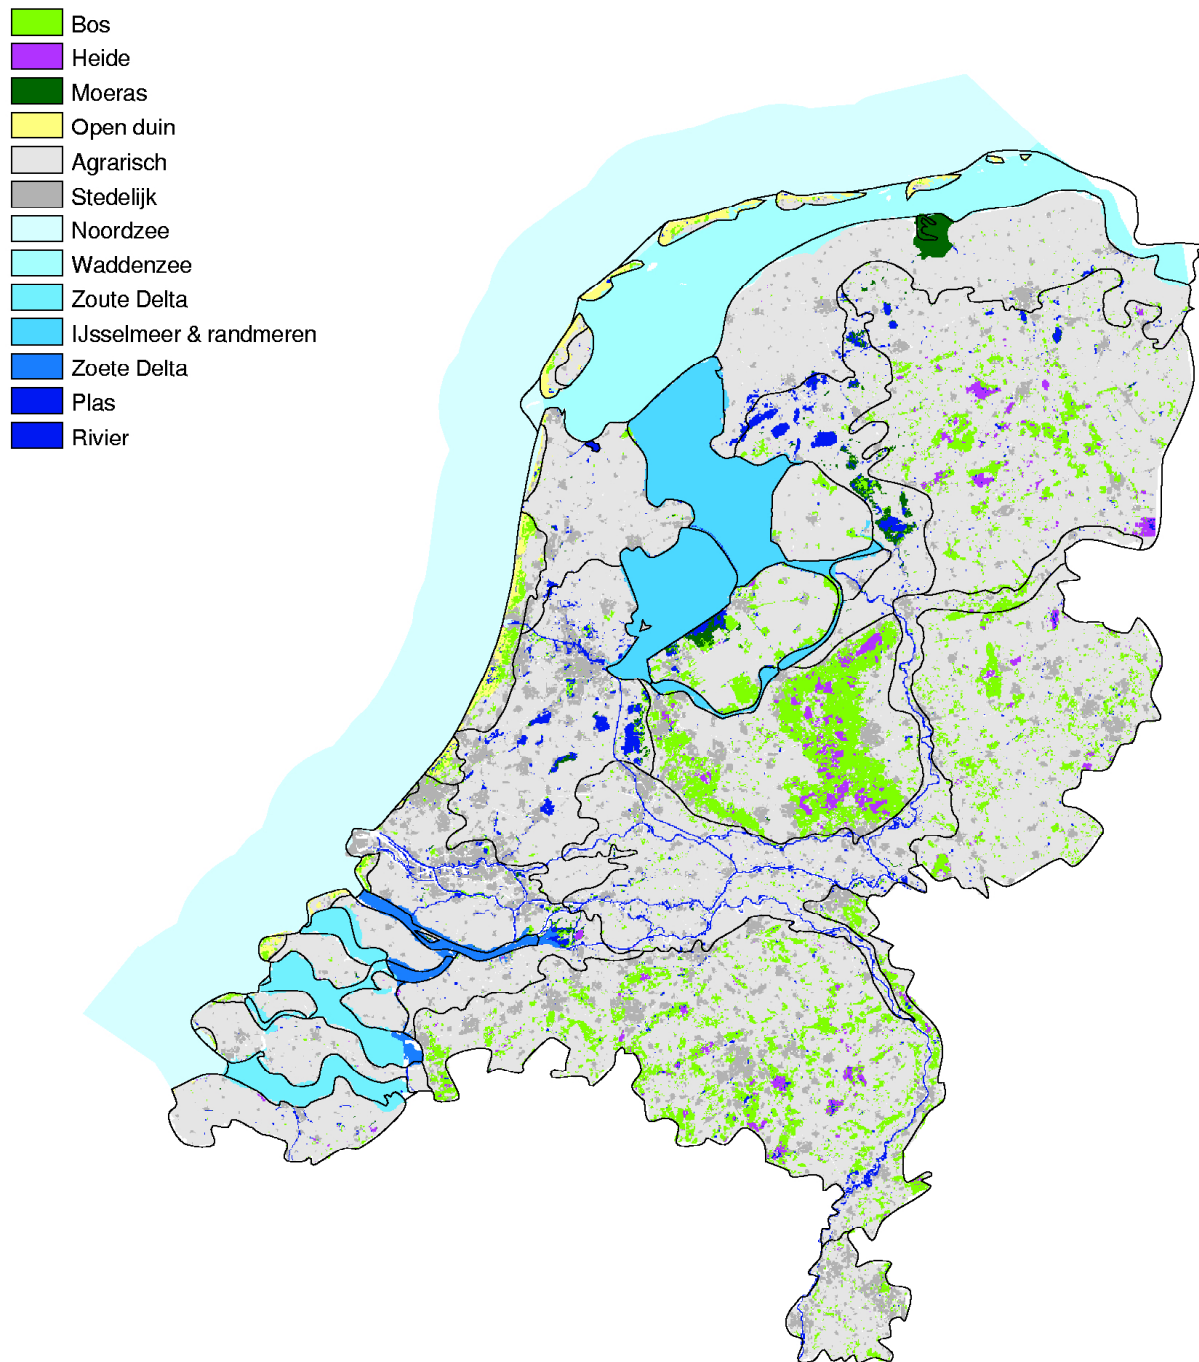 Bos
Heide
Moeras
Open duin
Agrarisch
Stedelijk
Noordzee
Waddenzee
Zoute Delta
IJsselmeer & randmeren
Zoete Delta
Plas
Rivier